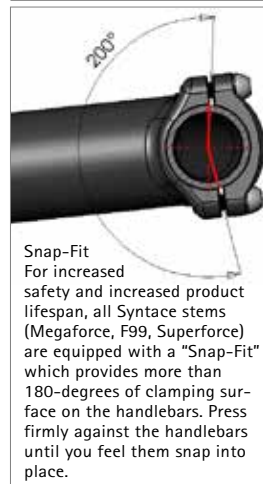 200°
Snap-Fit
For increased
safety and increased product
lifespan, all Syntace stems
(Megaforce, F99, Superforce)
are equipped with a "Snap-Fit"
which provides more than
180-degrees of clamping sur-
face on the handlebars. Press
firmly against the handlebars
until you feel them snap into
place.